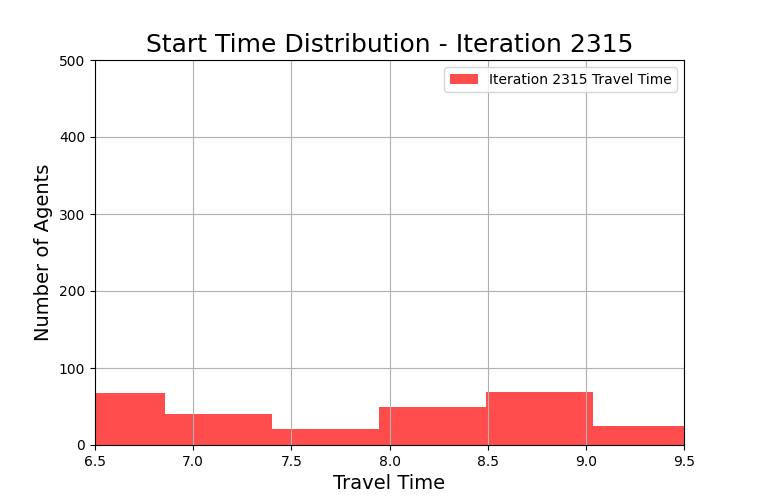 Start Time Distribution - Iteration 2315
Iteration 2315 Travel Time
Number of Agents
500
400
300
200
100
0
6.5 7.0 7.5 8.0 8.5 9.0 9.5
Travel Time